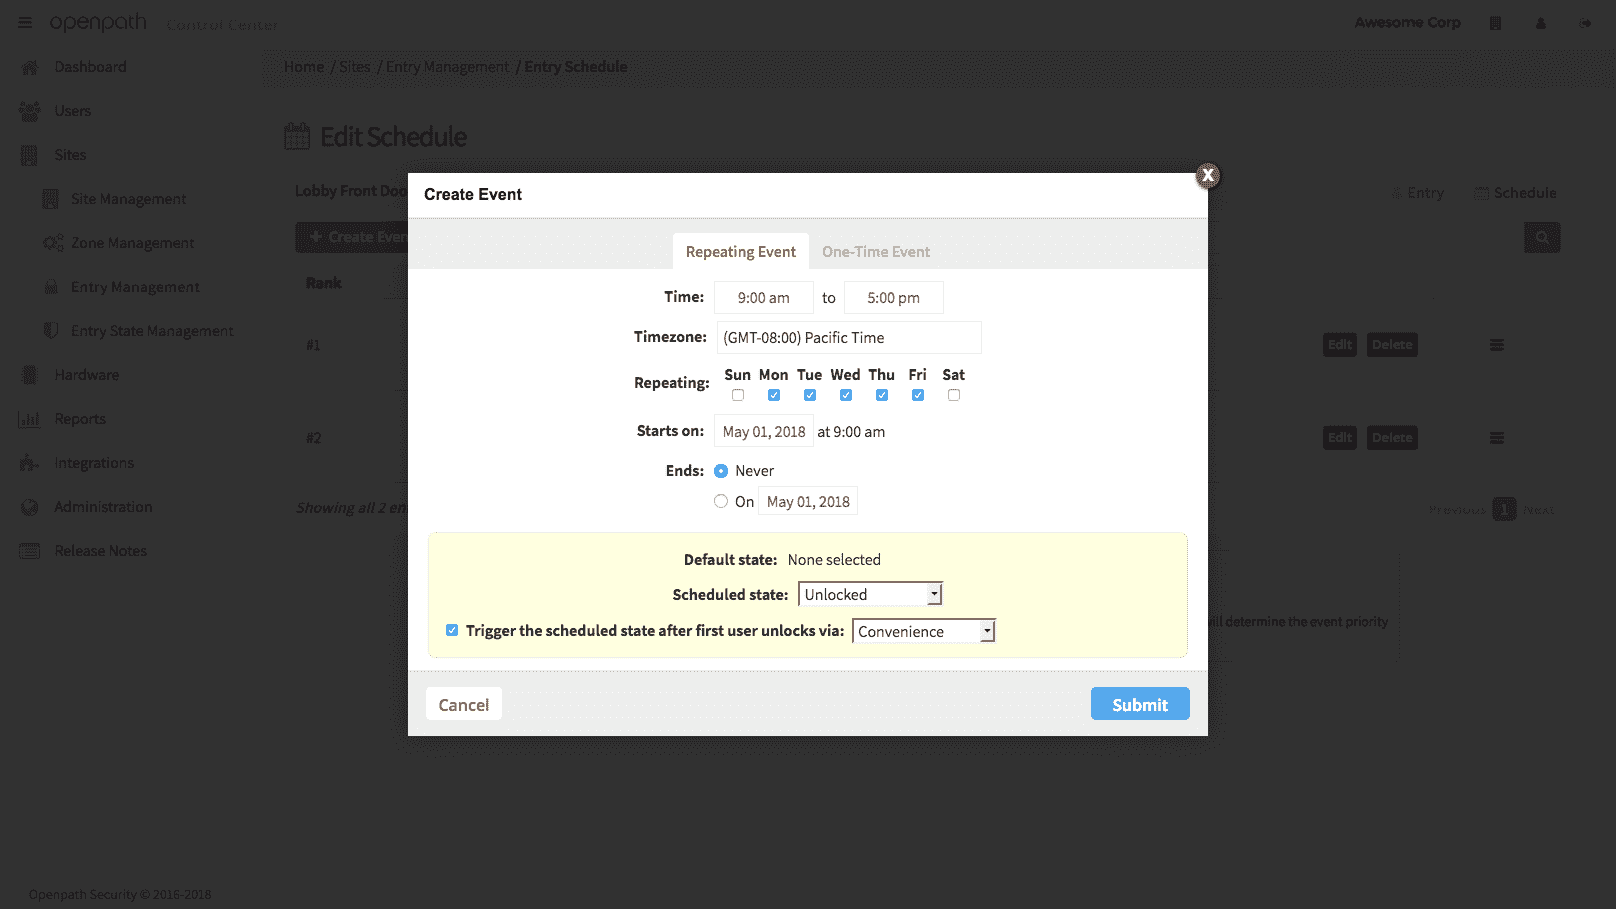 openpath Control Center
Awesome Corp
Dashboard
Users
Sites
Site Management
Zone Management
Entry Management
Entry State Management
Hardware
Reports
Integrations
Administration
Release Notes
Home / Sites / Entry Management / Entry Schedule
Edit Schedule
Lobby Front Doo
Entry
Schedule
+ Create Even
Rank
#1
Edit
Delete
#2
Edit
Delete
Showing all 2 en
Previous 1 Next
will determine the event priority
Create Event
X
Repeating Event
One-Time Event
Time: 9:00 am to 5:00 pm
Timezone: (GMT-08:00) Pacific Time
Sun Mon Tue Wed Thu Fri Sat
Repeating:
Starts on: May 01, 2018 at 9:00 am
Ends: Never
On May 01, 2018
Default state: None selected
Scheduled state: Unlocked
Trigger the scheduled state after first user unlocks via: Convenience
Cancel
Submit
Openpath Security © 2016-2018